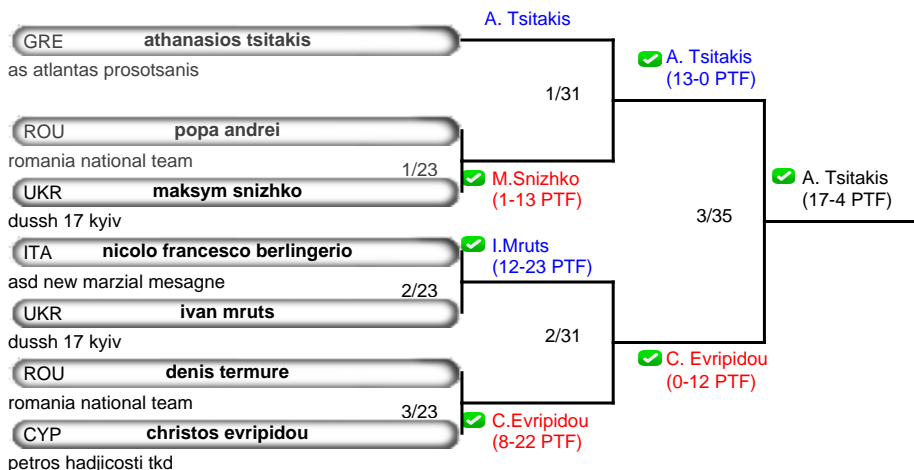 A. Tsitakis
GRE athanasios tsitakis
as atlantas prosotsanis
A. Tsitakis
(13-0 PTF)
1/31
ROU popa andrei
romania national team
1/23
M.Snizhko
(1-13 PTF)
UKR maksym snizhko
dussh 17 kyiv
A. Tsitakis
(17-4 PTF)
3/35
ITA nicolo francesco berlingerio
asd new marzial mesagne
I.Mruts
(12-23 PTF)
2/23
UKR ivan mruts
dussh 17 kyiv
2/31
ROU denis termure
romania national team
C. Evripidou
(0-12 PTF)
3/23
CYP christos evripidou
petros hadjicosti tkd
C.Evripidou
(8-22 PTF)